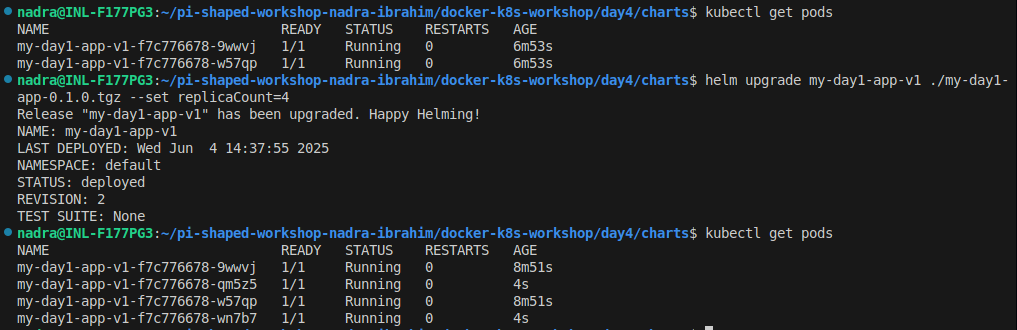 nadra@INL-F177PG3:~/pi-shaped-workshop-nadra-ibrahim/docker-k8s-workshop/day4/charts$ kubectl get pods
NAME READY STATUS RESTARTS AGE
my-day1-app-v1-f7c776678-9wwvj 1/1 Running 0 6m53s
my-day1-app-v1-f7c776678-w57qp 1/1 Running 0 6m53s
nadra@INL-F177PG3:~/pi-shaped-workshop-nadra-ibrahim/docker-k8s-workshop/day4/charts$ helm upgrade my-day1-app-v1 ./my-day1-
app-0.1.0.tgz --set replicaCount=4
Release "my-day1-app-v1" has been upgraded. Happy Helming!
NAME: my-day1-app-v1
LAST DEPLOYED: Wed Jun  4 14:37:55 2025
NAMESPACE: default
STATUS: deployed
REVISION: 2
TEST SUITE: None
nadra@INL-F177PG3:~/pi-shaped-workshop-nadra-ibrahim/docker-k8s-workshop/day4/charts$ kubectl get pods
NAME READY STATUS RESTARTS AGE
my-day1-app-v1-f7c776678-9wwvj 1/1 Running 0 8m51s
my-day1-app-v1-f7c776678-qm5z5 1/1 Running 0 4s
my-day1-app-v1-f7c776678-w57qp 1/1 Running 0 8m51s
my-day1-app-v1-f7c776678-wn7b7 1/1 Running 0 4s